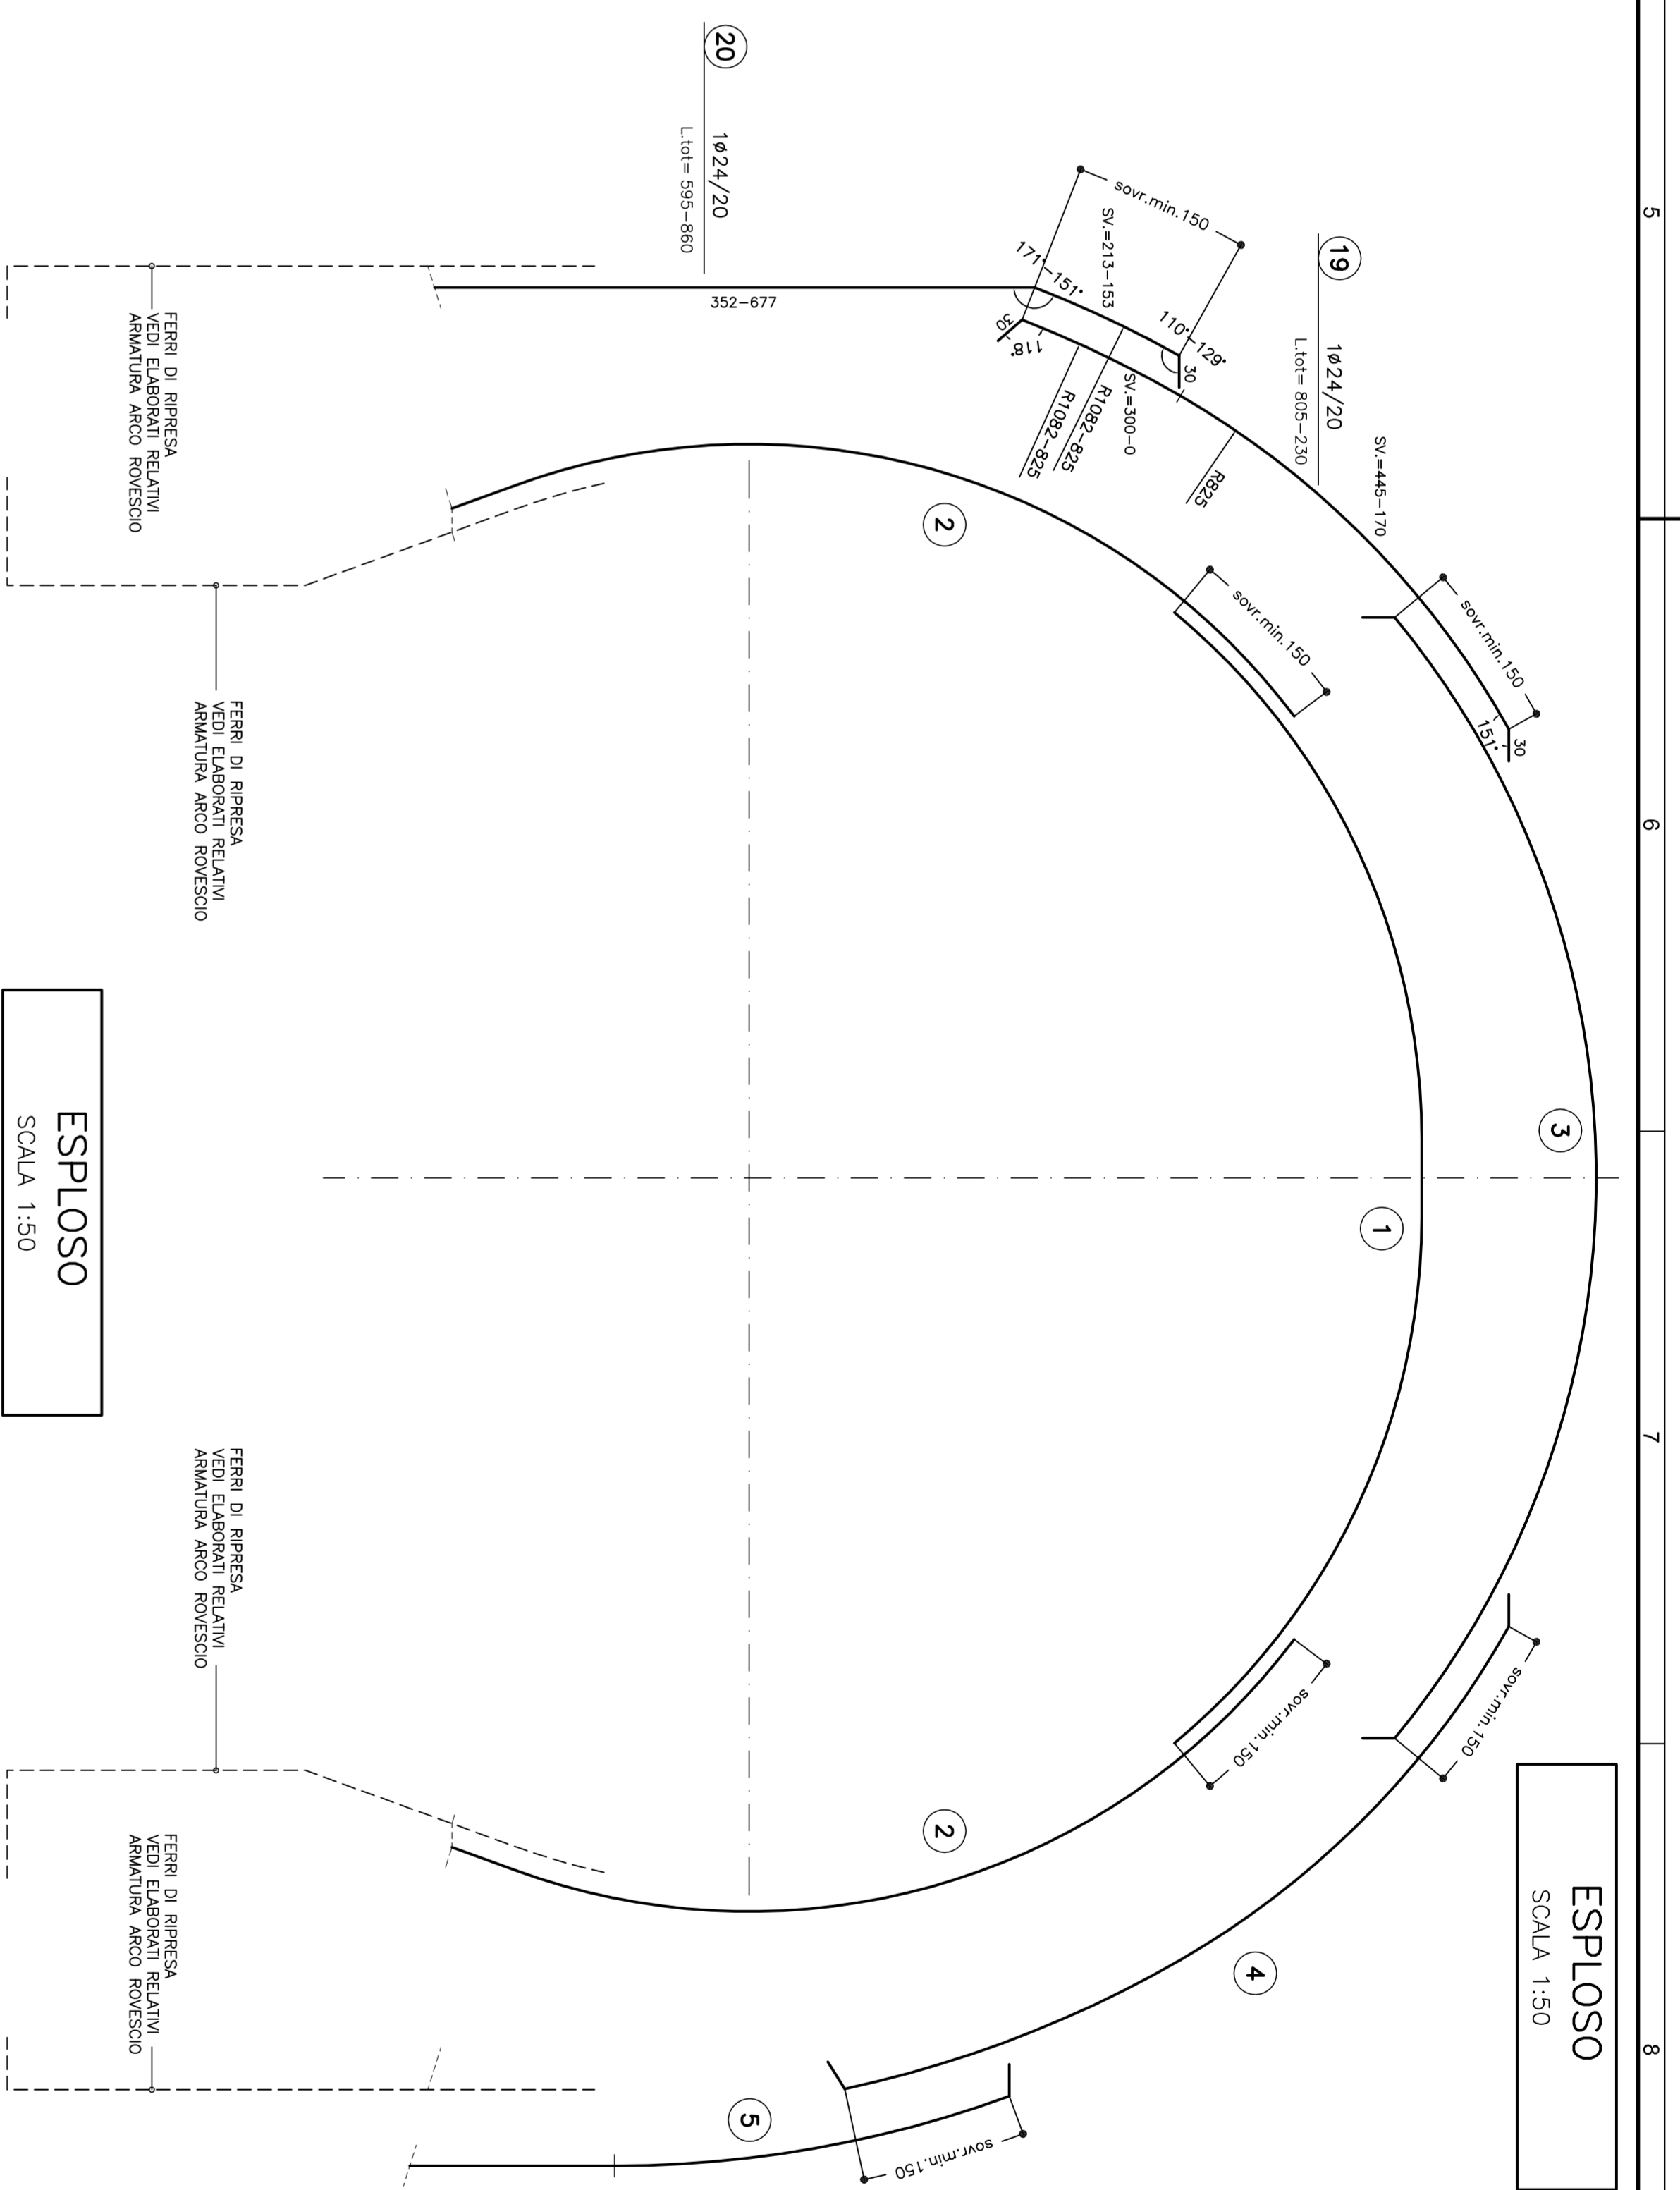 5
6
7
8
20
1ø24/20
L.tot= 595-860
19
1ø24/20
L.tot= 805-230
sovr.min.150
SV.=213-153
171°-151°
110°-129°
30
30
118°
352-677
SV.=300-0
R1082-825
R1082-825
R825
SV.=445-170
sovr.min.150
30
151°
sovr.min.150
2
3
1
sovr.min.150
sovr.min.150
2
4
5
sovr.min.150
FERRI DI RIPRESA
VEDI ELABORATI RELATIVI
ARMATURA ARCO ROVESCIO
FERRI DI RIPRESA
VEDI ELABORATI RELATIVI
ARMATURA ARCO ROVESCIO
FERRI DI RIPRESA
VEDI ELABORATI RELATIVI
ARMATURA ARCO ROVESCIO
FERRI DI RIPRESA
VEDI ELABORATI RELATIVI
ARMATURA ARCO ROVESCIO
ESPLOSO
SCALA 1:50
ESPLOSO
SCALA 1:50